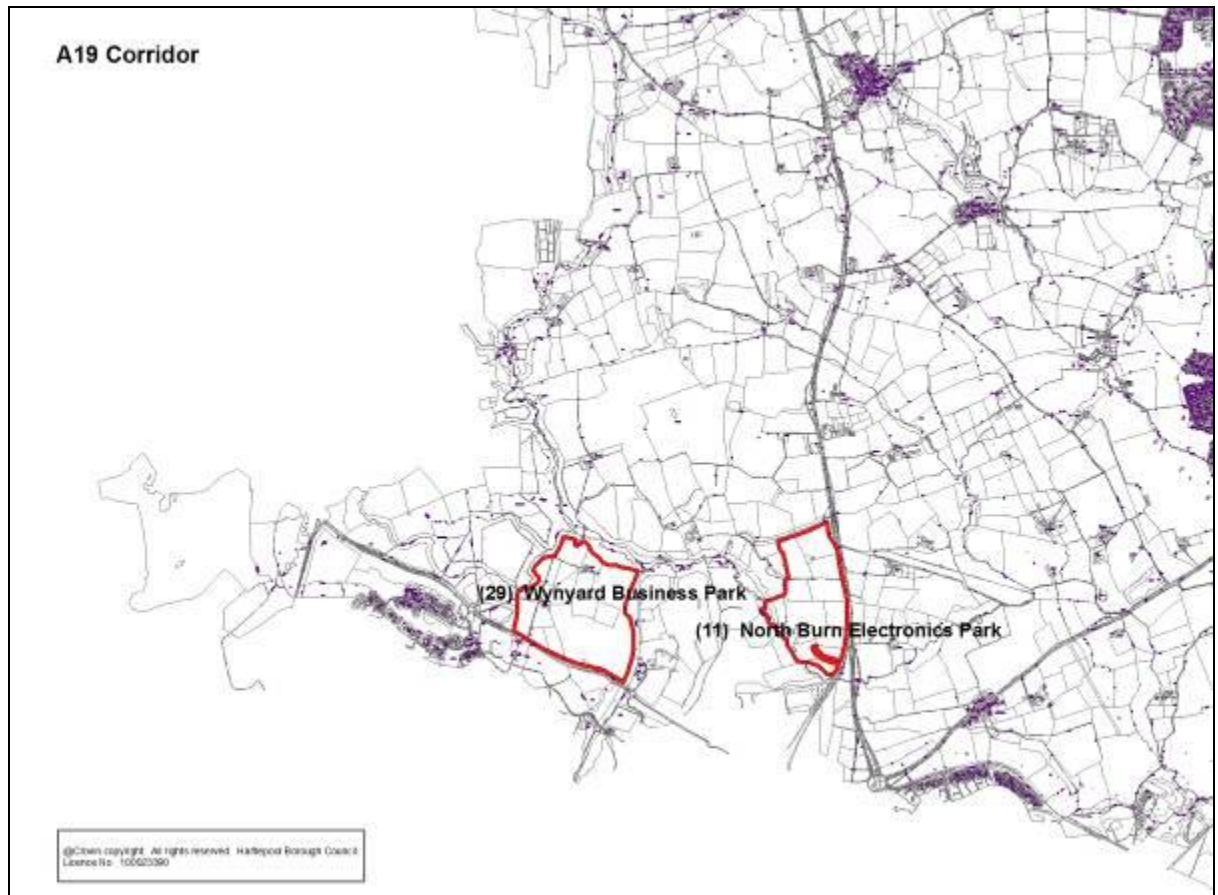 A19 Corridor
(29) Wynyard Business Park
(11) North Burn Electronics Park
@Crown copyright. All rights reserved. Hartlepool Borough Council.
Licence No. 100023390